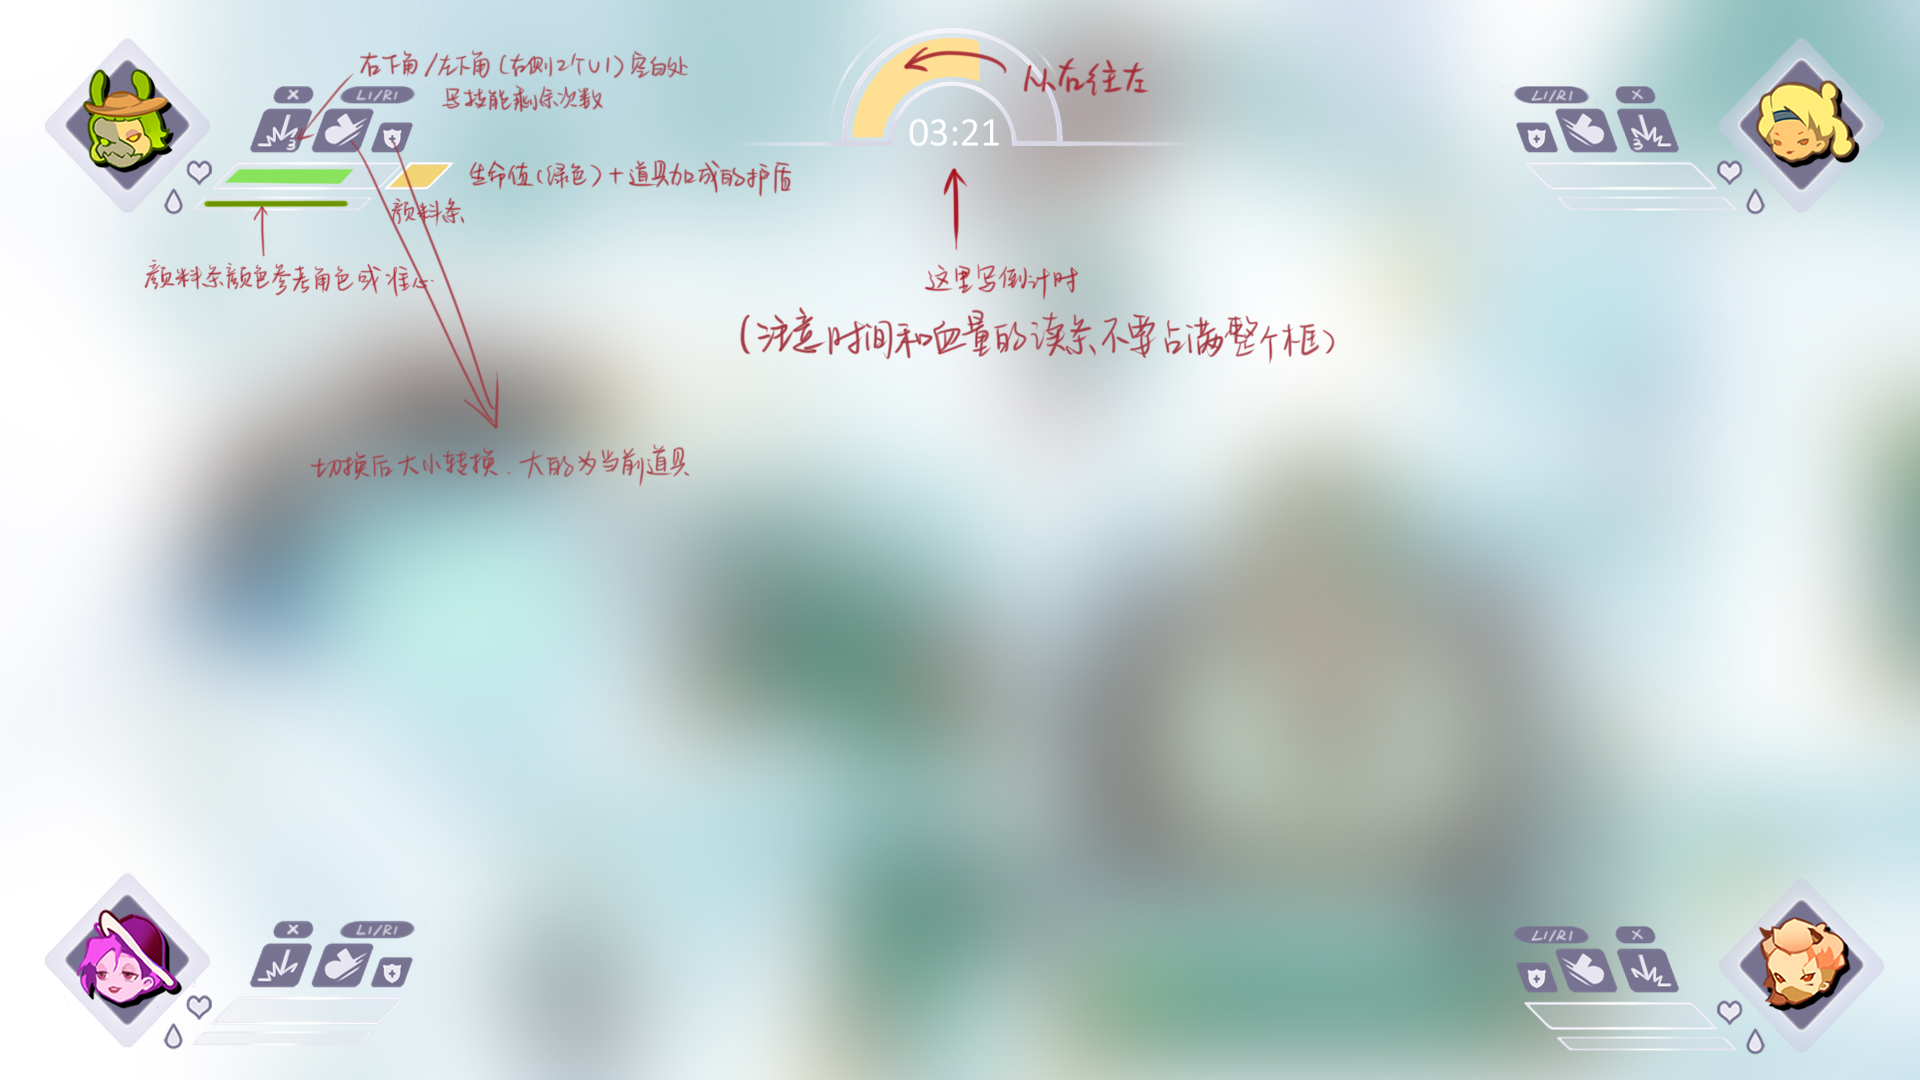 右下角/左下角(右侧2个UI)空白处
写技能剩余次数
从右往左
X L1/R1
L1/R1 X
3
3
03:21
生命值(绿色)+道具加成的护盾
颜料条
颜料条颜色参考角色或准心
这里写倒计时
(注意时间和血量的读条不要占满整个框)
切换后大小转换.大的为当前道具
X L1/R1
L1/R1 X